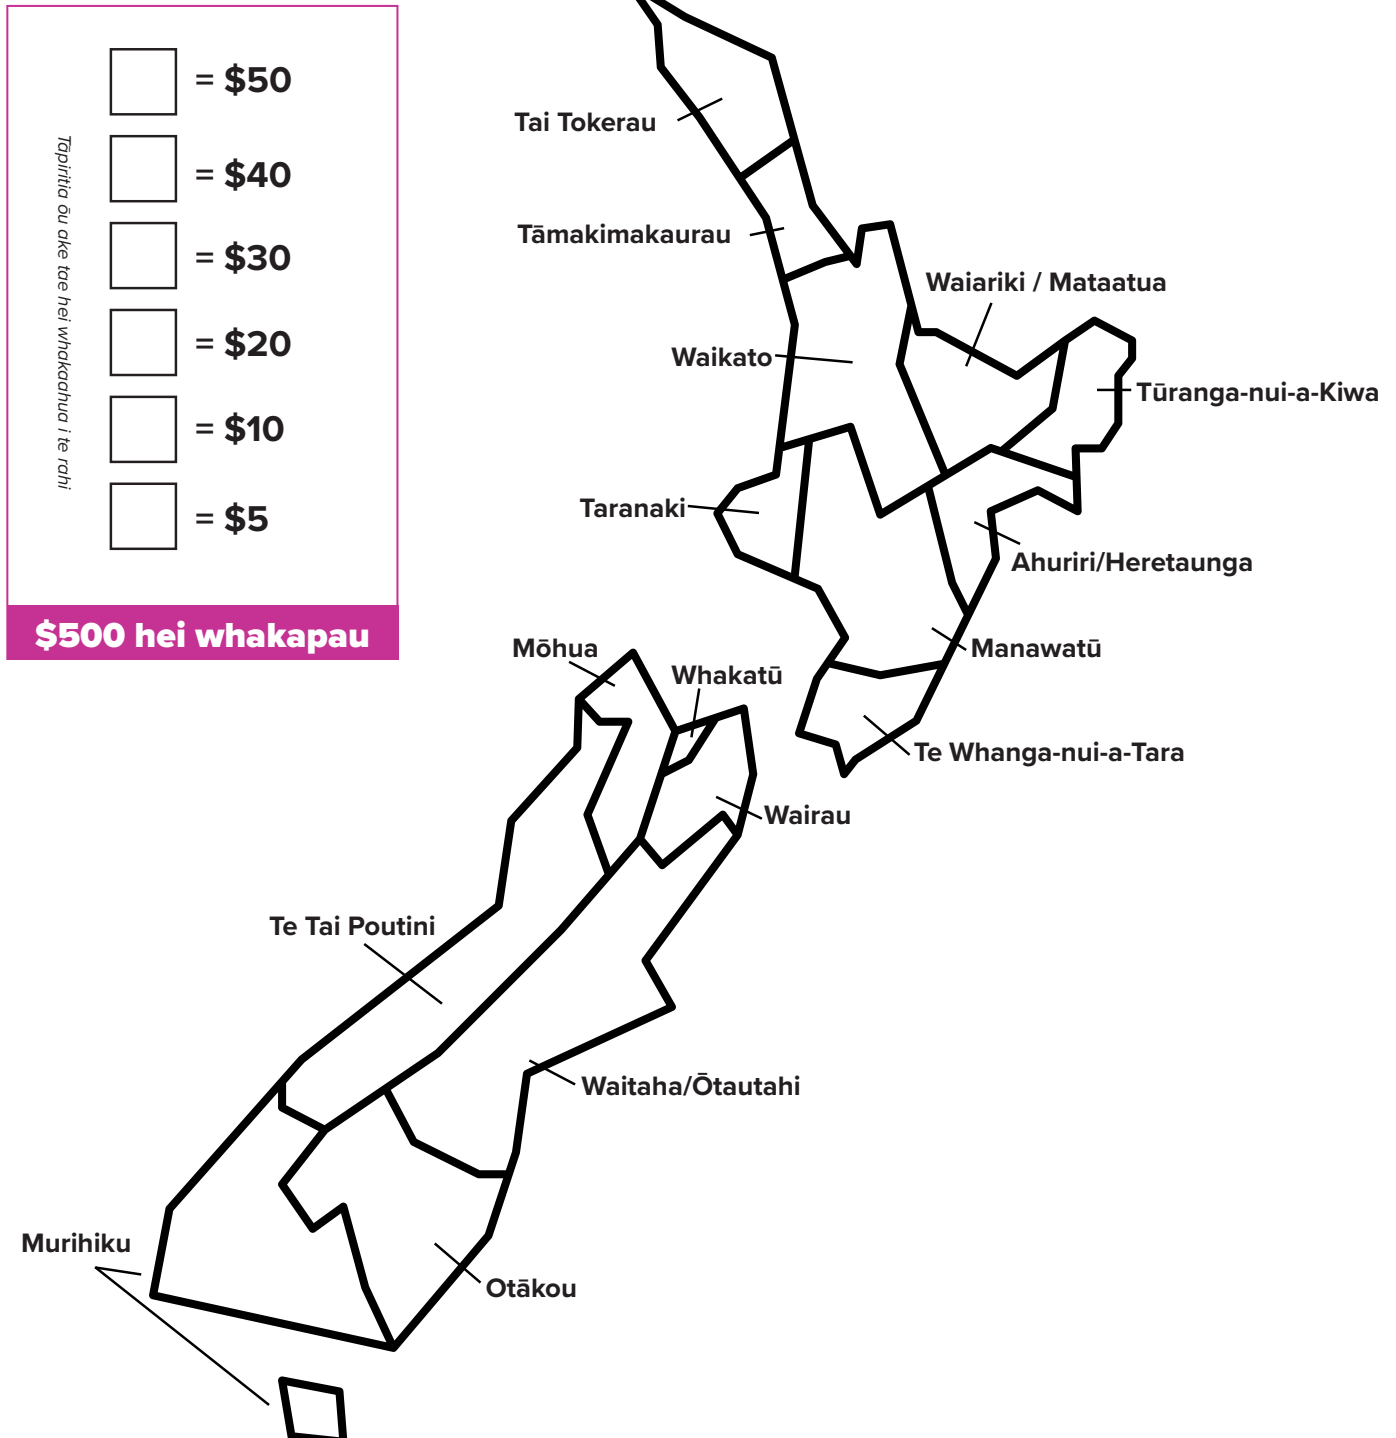 = $50
= $40
= $30
= $20
= $10
= $5
Tāpiritia ōu ake tae hei whakaahua i te rahi
$500 hei whakapau
Tai Tokerau
Tāmakimakaurau
Waiariki / Mataatua
Waikato
Tūranga-nui-a-Kiwa
Taranaki
Ahuriri/Heretaunga
Manawatū
Te Whanga-nui-a-Tara
Mōhua
Whakatū
Wairau
Te Tai Poutini
Waitaha/Ōtautahi
Murihiku
Otākou